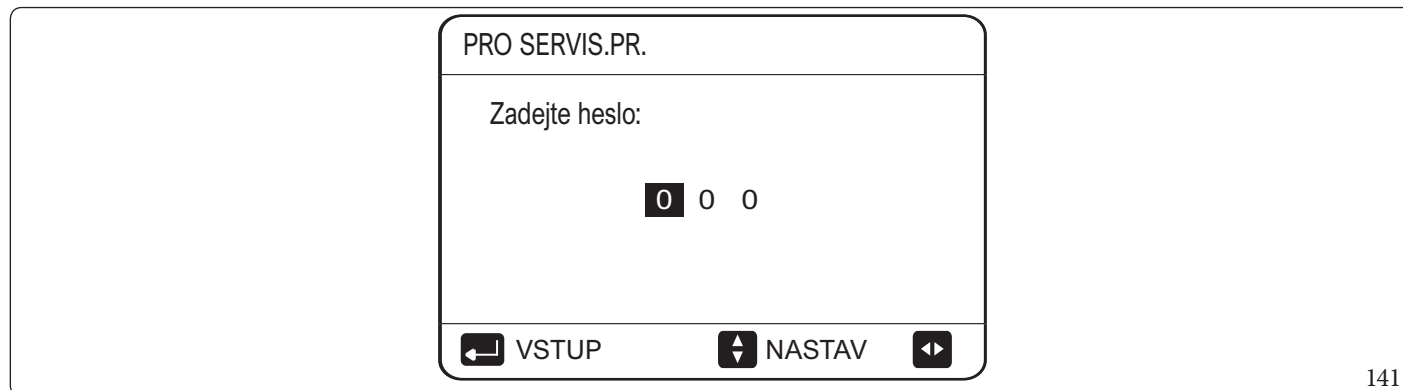 PRO SERVIS.PR.
Zadejte heslo:
0 0 0
VSTUP NASTAV
141